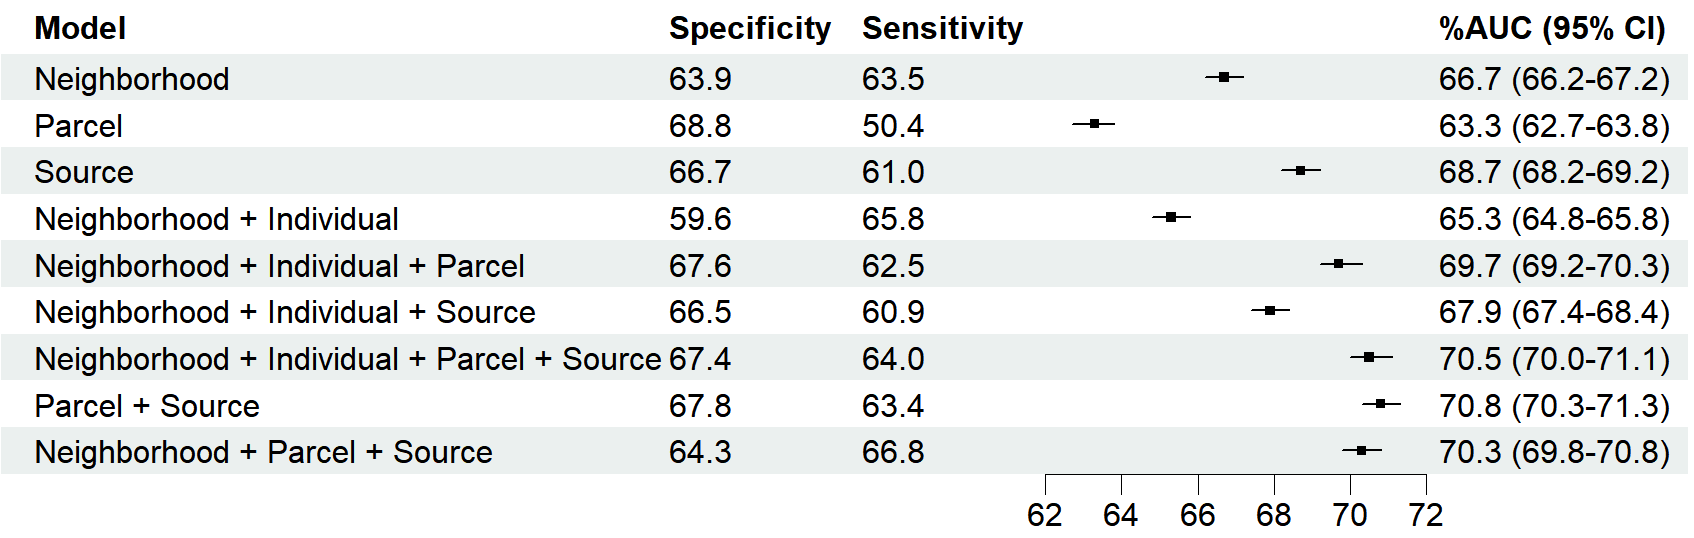 Model Specificity Sensitivity %AUC (95% CI)
Neighborhood 63.9 63.5 66.7 (66.2-67.2)
Parcel 68.8 50.4 63.3 (62.7-63.8)
Source 66.7 61.0 68.7 (68.2-69.2)
Neighborhood + Individual 59.6 65.8 65.3 (64.8-65.8)
Neighborhood + Individual + Parcel 67.6 62.5 69.7 (69.2-70.3)
Neighborhood + Individual + Source 66.5 60.9 67.9 (67.4-68.4)
Neighborhood + Individual + Parcel + Source 67.4 64.0 70.5 (70.0-71.1)
Parcel + Source 67.8 63.4 70.8 (70.3-71.3)
Neighborhood + Parcel + Source 64.3 66.8 70.3 (69.8-70.8)
62 64 66 68 70 72